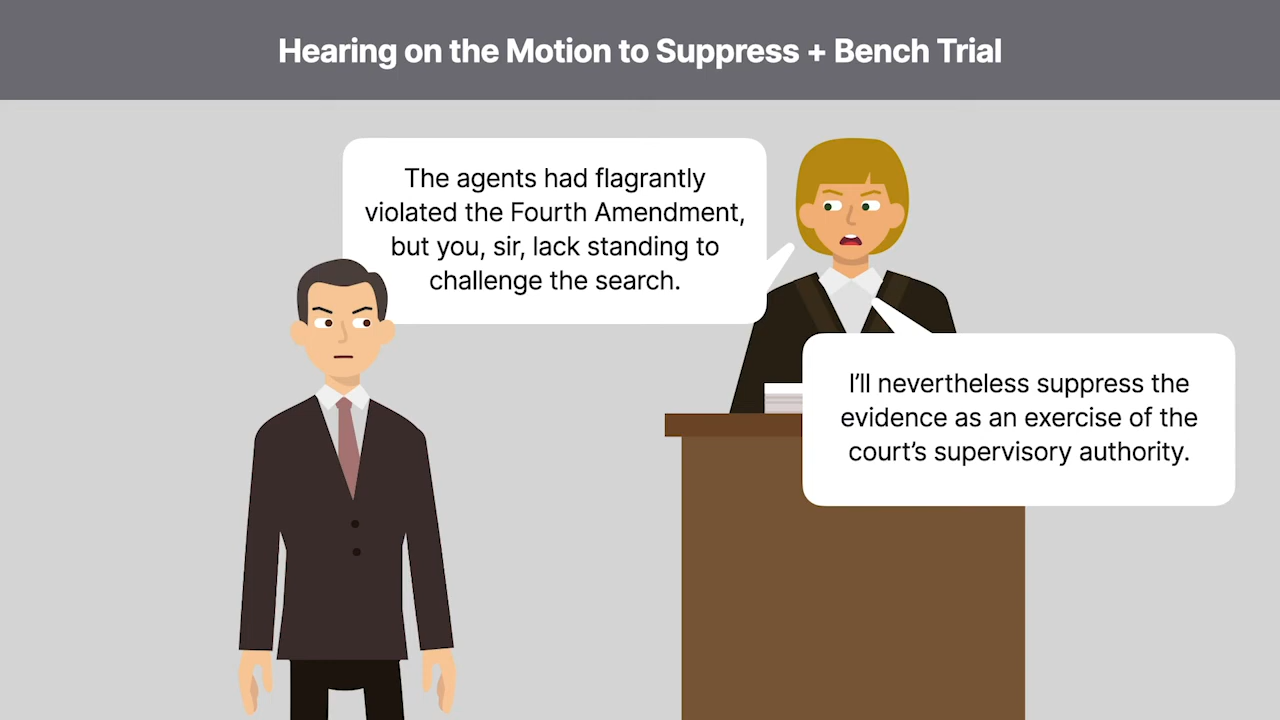 Hearing on the Motion to Suppress + Bench Trial
The agents had flagrantly
violated the Fourth Amendment,
but you, sir, lack standing to
challenge the search.
I’ll nevertheless suppress the
evidence as an exercise of the
court’s supervisory authority.